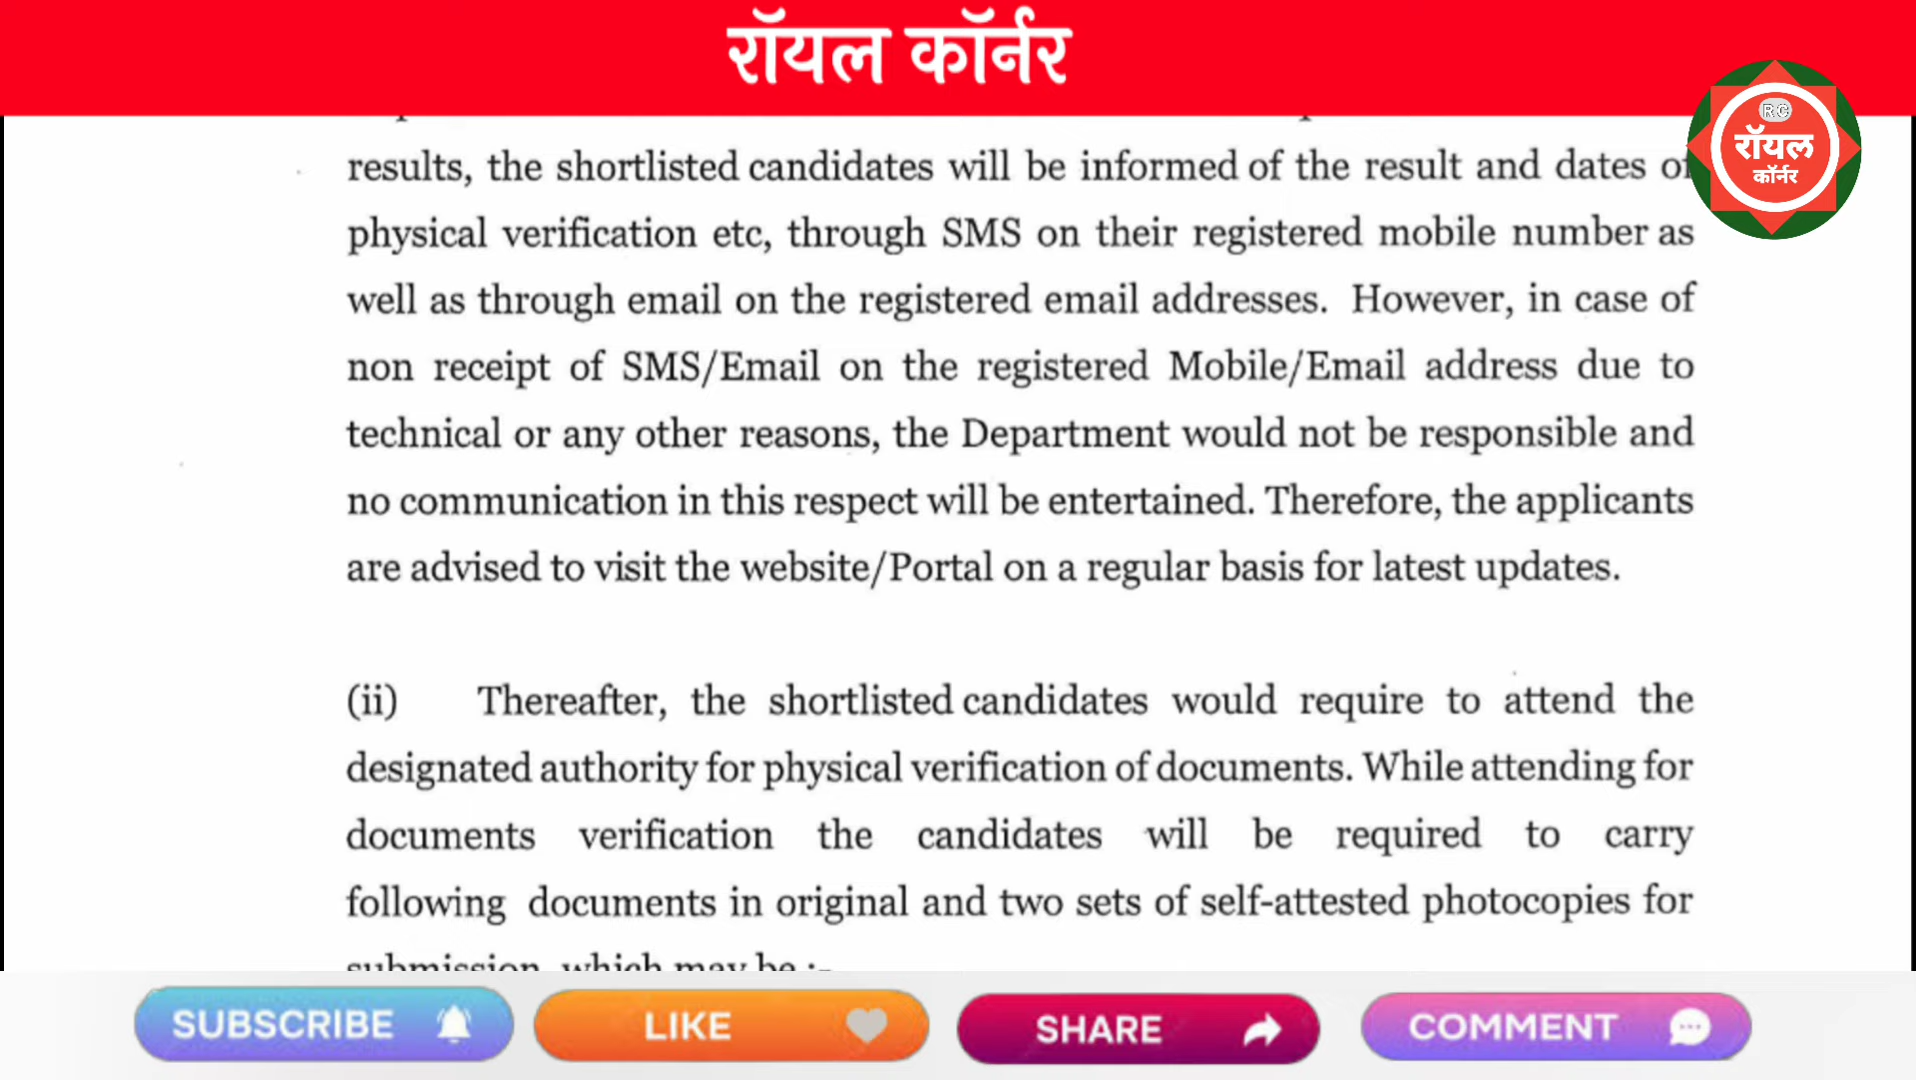 रॉयल कॉर्नर
RC
रॉयल
कॉर्नर
results, the shortlisted candidates will be informed of the result and dates of
physical verification etc, through SMS on their registered mobile number as
well as through email on the registered email addresses. However, in case of
non receipt of SMS/Email on the registered Mobile/Email address due to
technical or any other reasons, the Department would not be responsible and
no communication in this respect will be entertained. Therefore, the applicants
are advised to visit the website/Portal on a regular basis for latest updates.
(ii) Thereafter, the shortlisted candidates would require to attend the
designated authority for physical verification of documents. While attending for
documents verification the candidates will be required to carry
following documents in original and two sets of self-attested photocopies for
submission which may be :-
SUBSCRIBE
LIKE
SHARE
COMMENT